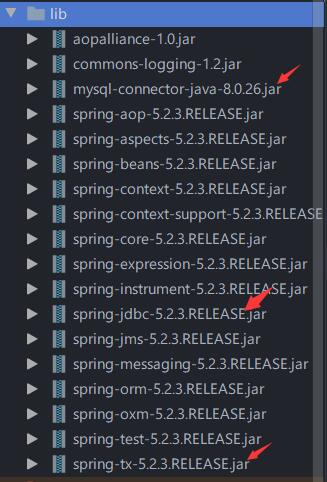 lib
aopalliance-1.0.jar
commons-logging-1.2.jar
mysql-connector-java-8.0.26.jar
spring-aop-5.2.3.RELEASE.jar
spring-aspects-5.2.3.RELEASE.jar
spring-beans-5.2.3.RELEASE.jar
spring-context-5.2.3.RELEASE.jar
spring-context-support-5.2.3.RELEASE
spring-core-5.2.3.RELEASE.jar
spring-expression-5.2.3.RELEASE.jar
spring-instrument-5.2.3.RELEASE.jar
spring-jdbc-5.2.3.RELEASE.jar
spring-jms-5.2.3.RELEASE.jar
spring-messaging-5.2.3.RELEASE.jar
spring-orm-5.2.3.RELEASE.jar
spring-oxm-5.2.3.RELEASE.jar
spring-test-5.2.3.RELEASE.jar
spring-tx-5.2.3.RELEASE.jar